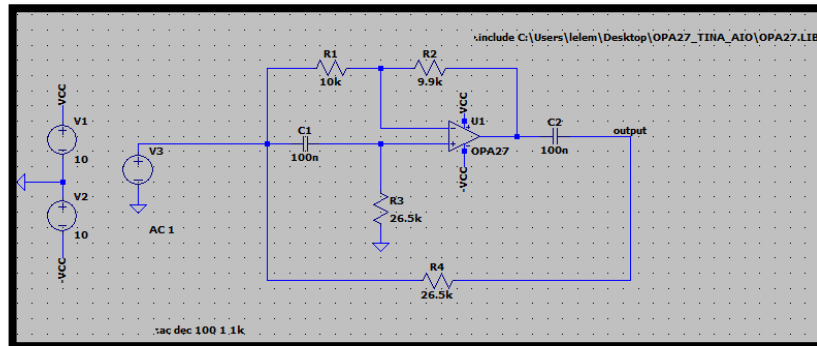 .include C:\Users\lelem\Desktop\OPA27_TINA_AIO\OPA27.LIB
R1
10k
R2
9.9k
VCC
V1
10
V2
10
-VCC
V3
AC 1
C1
100n
VCC
U1
OPA27
-VCC
C2
100n
output
R3
26.5k
R4
26.5k
.ac dec 100 1 1k